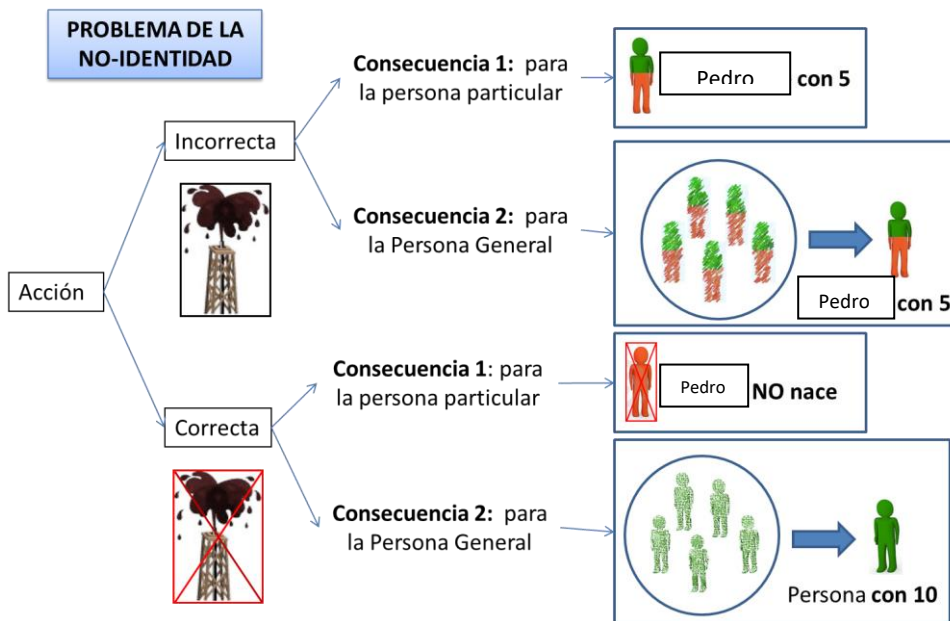 PROBLEMA DE LA
NO-IDENTIDAD
Acción
Incorrecta
Consecuencia 1: para
la persona particular
Pedro con 5
Consecuencia 2: para
la Persona General
Pedro con 5
Correcta
Consecuencia 1: para
la persona particular
Pedro NO nace
Consecuencia 2: para
la Persona General
Persona con 10